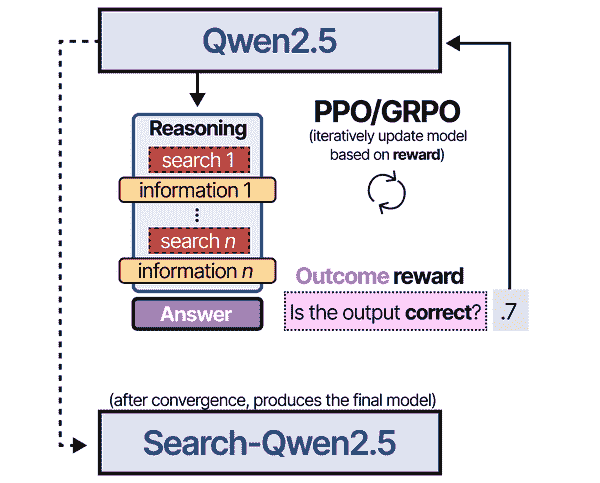 Qwen2.5
Reasoning
search 1
information 1
search n
information n
Answer
PPO/GRPO
(iteratively update model
based on reward)
Outcome reward
Is the output correct?
.7
(after convergence, produces the final model)
Search-Qwen2.5